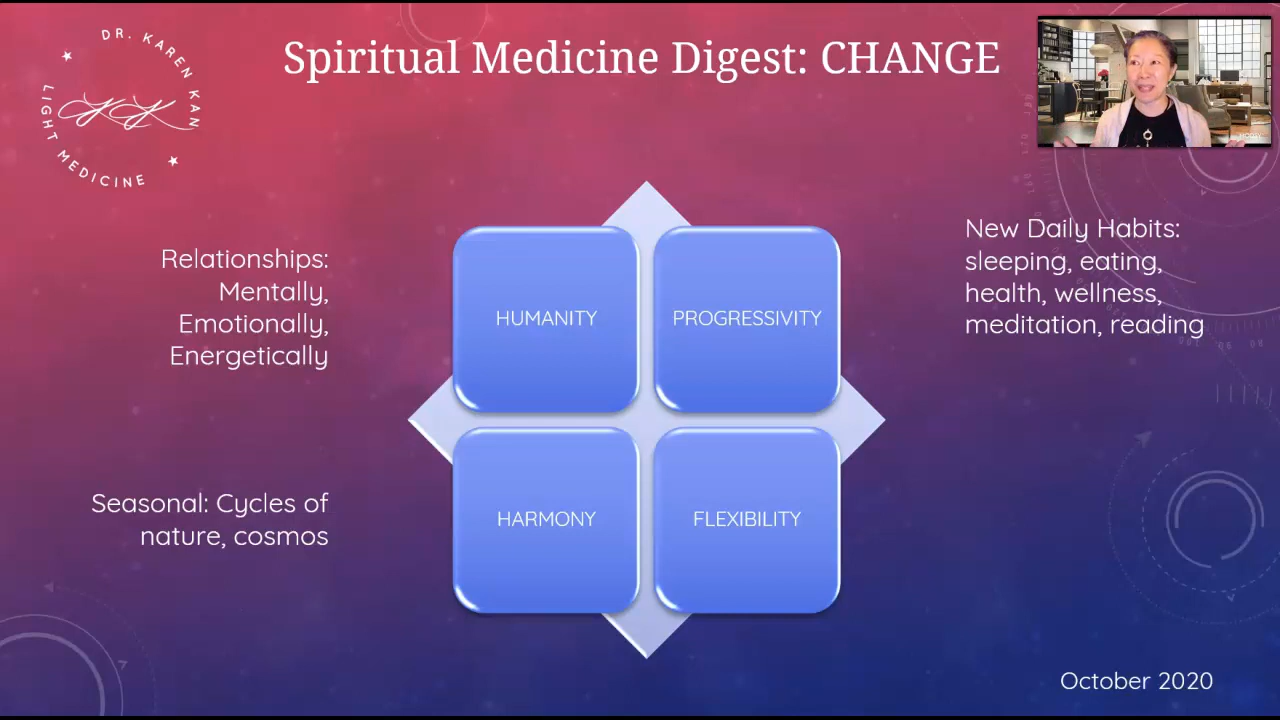 DR. KAREN KAN
LIGHT MEDICINE
Spiritual Medicine Digest: CHANGE
Relationships:
Mentally,
Emotionally,
Energetically
HUMANITY
PROGRESSIVITY
New Daily Habits:
sleeping, eating,
health, wellness,
meditation, reading
Seasonal: Cycles of
nature, cosmos
HARMONY
FLEXIBILITY
October 2020